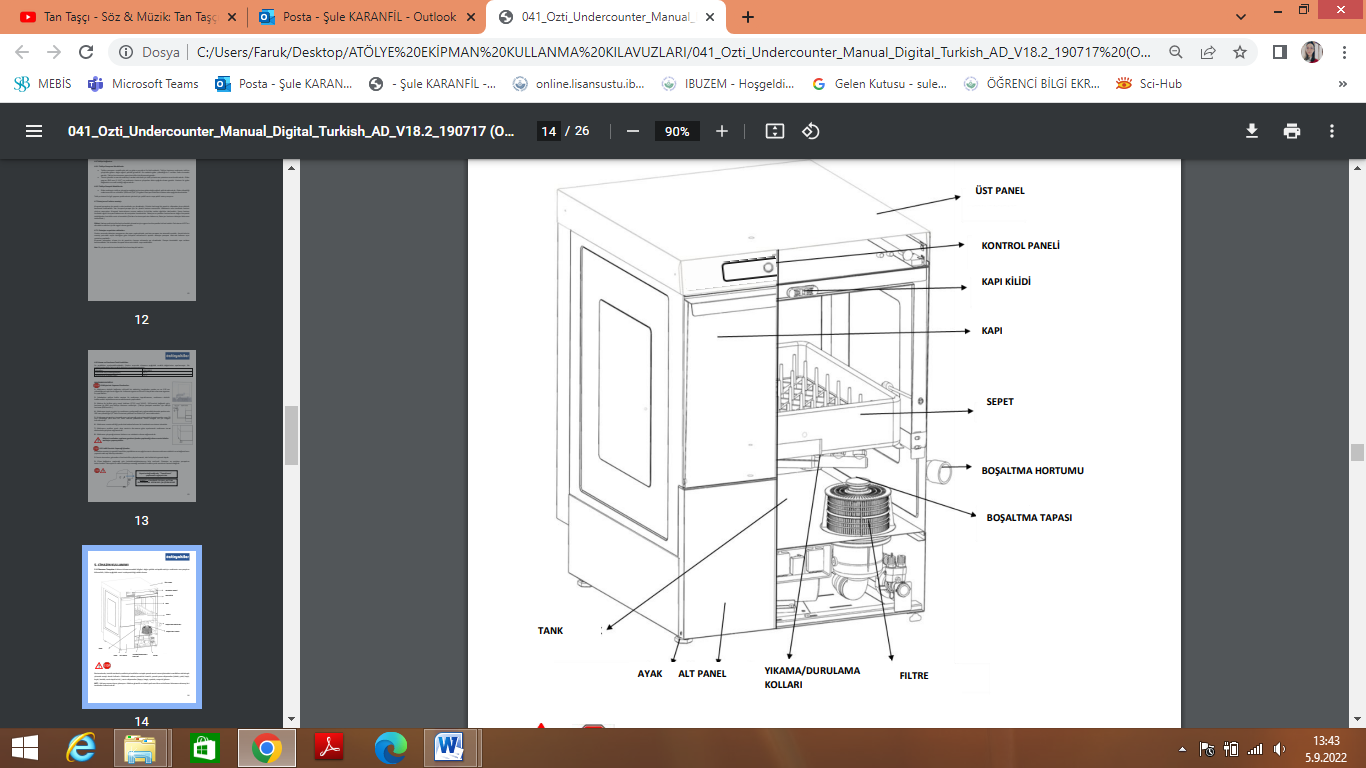 Tan Taşçı - Söz & Müzik: Tan Taşç
Posta - Şule KARANFİL - Outlook
041_Ozti_Undercounter_Manual_
Dosya
C:/Users/Faruk/Desktop/ATÖLYE%20EKİPMAN%20KULLANMA%20KILAVUZLARI/041_Ozti_Undercounter_Manual_Digital_Turkish_AD_V18.2_190717%20(O...
MEBİS
Microsoft Teams
Posta - Şule KARAN...
- Şule KARANFİL -...
online.lisansustu.ib...
IBUZEM - Hoşgeldi...
Gelen Kutusu - sule...
ÖĞRENCİ BİLGİ EKR...
Sci-Hub
»
041_Ozti_Undercounter_Manual_Digital_Turkish_AD_V18.2_190717 (O...
14 / 26
90%
12
13
14
ÜST PANEL
KONTROL PANELİ
KAPI KİLİDİ
KAPI
SEPET
BOŞALTMA HORTUMU
BOŞALTMA TAPASI
TANK :
AYAK
ALT PANEL
YIKAMA/DURULAMA
KOLLARI
FILTRE
13:43
5.9.2022